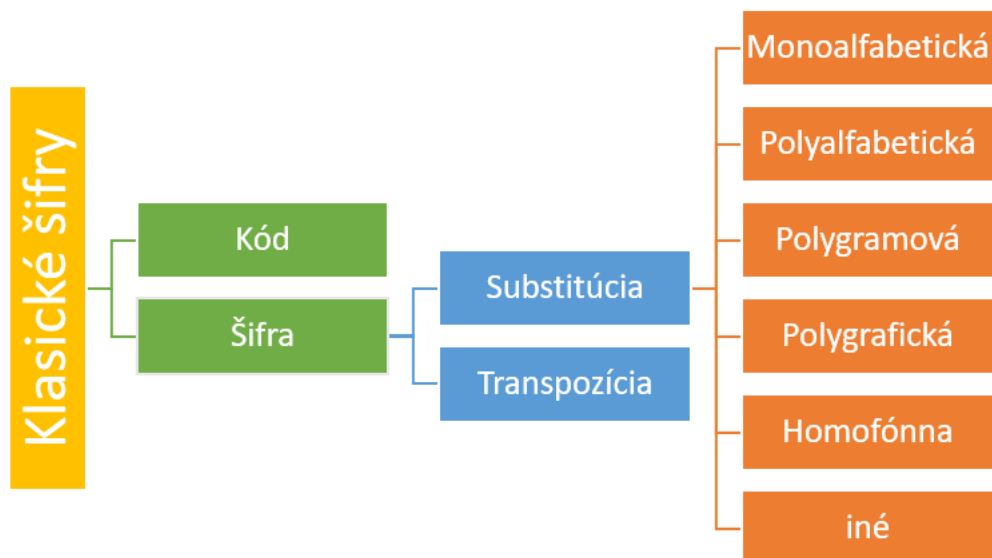 Klasické šifry
Kód
Šifra
Substitúcia
Transpozícia
Monoalfabetická
Polyalfabetická
Polygramová
Polygrafická
Homofónna
iné